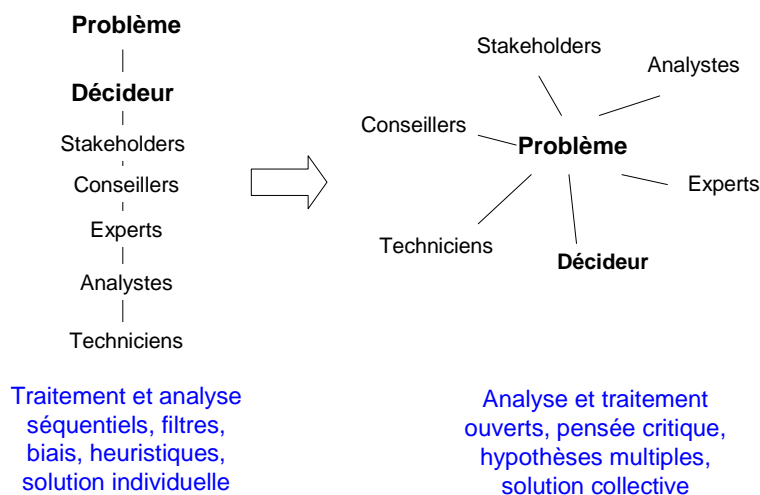 Problème
Décideur
Stakeholders
Conseillers
Experts
Analystes
Techniciens
Traitement et analyse
séquentiels, filtres,
biais, heuristiques,
solution individuelle
Stakeholders
Analystes
Conseillers
Problème
Experts
Techniciens
Décideur
Analyse et traitement
ouverts, pensée critique,
hypothèses multiples,
solution collective